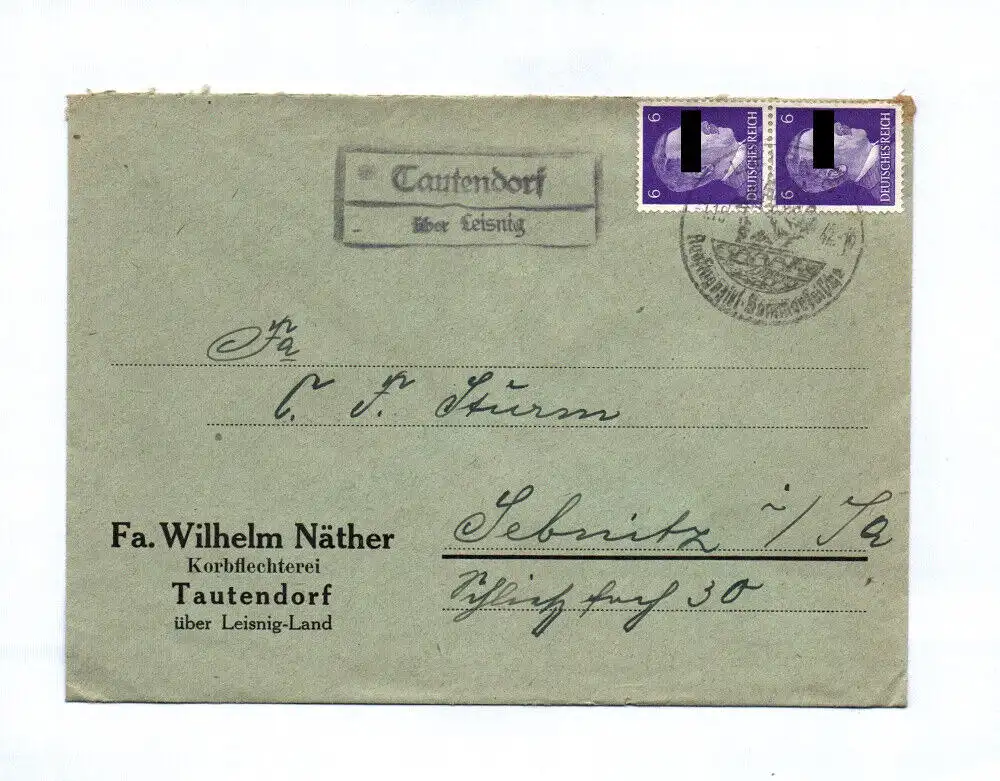 6 6 DEUTSCHES REICH
6 6 DEUTSCHES REICH
Tautendorf
über Leisnig
Fa
C. F. Sturm
Sebnitz i/Sa
Schließfach 30
Fa. Wilhelm Näther
Korbflechterei
Tautendorf
über Leisnig-Land